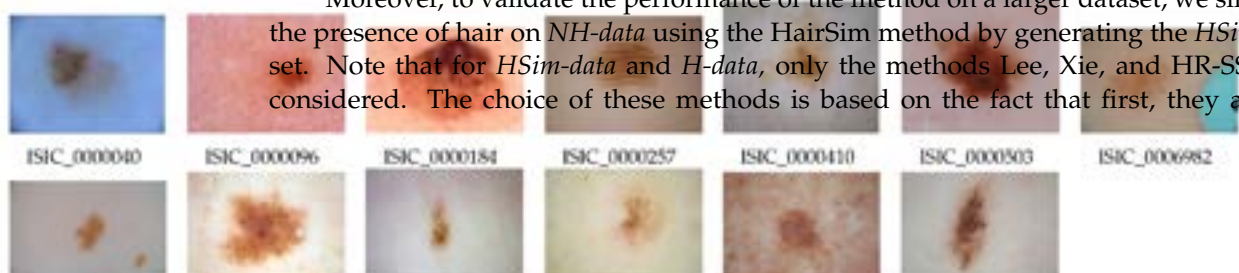 Moreover, to validate the performance of the method on a larger dataset, we
the presence of hair on NH-data using the HairSim method by generating the
set. Note that for HSim-data and H-data, only the methods Lee, Xie, and
considered. The choice of these methods is based on the fact that first, they
ISIC_0000040 ISIC_0000096 ISIC_0000184 ISIC_0000257 ISIC_0000410 ISIC_0000503 ISIC_0006982